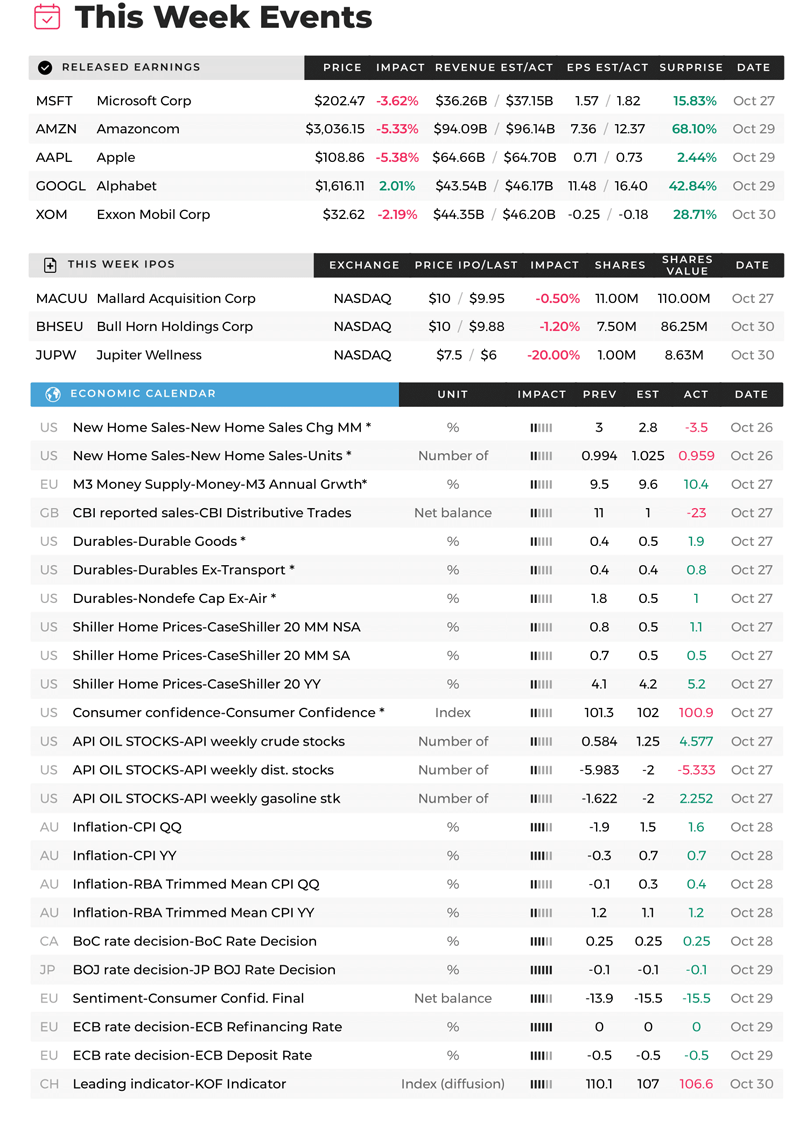 This Week Events
RELEASED EARNINGS PRICE IMPACT REVENUE EST/ACT EPS EST/ACT SURPRISE DATE
MSFT Microsoft Corp $202.47 -3.62% $36.26B / $37.15B 1.57 / 1.82 15.83% Oct 27
AMZN Amazoncom $3,036.15 -5.33% $94.09B / $96.14B 7.36 / 12.37 68.10% Oct 29
AAPL Apple $108.86 -5.38% $64.66B / $64.70B 0.71 / 0.73 2.44% Oct 29
GOOGL Alphabet $1,616.11 2.01% $43.54B / $46.17B 11.48 / 16.40 42.84% Oct 29
XOM Exxon Mobil Corp $32.62 -2.19% $44.35B / $46.20B -0.25 / -0.18 28.71% Oct 30
THIS WEEK IPOS EXCHANGE PRICE IPO/LAST IMPACT SHARES SHARES VALUE DATE
MACUU Mallard Acquisition Corp NASDAQ $10 / $9.95 -0.50% 11.00M 110.00M Oct 27
BHSEU Bull Horn Holdings Corp NASDAQ $10 / $9.88 -1.20% 7.50M 86.25M Oct 30
JUPW Jupiter Wellness NASDAQ $7.5 / $6 -20.00% 1.00M 8.63M Oct 30
ECONOMIC CALENDAR UNIT IMPACT PREV EST ACT DATE
US New Home Sales-New Home Sales Chg MM * % 3 2.8 -3.5 Oct 26
US New Home Sales-New Home Sales-Units * Number of 0.994 1.025 0.959 Oct 26
EU M3 Money Supply-Money-M3 Annual Grwth* % 9.5 9.6 10.4 Oct 27
GB CBI reported sales-CBI Distributive Trades Net balance 11 1 -23 Oct 27
US Durables-Durable Goods * % 0.4 0.5 1.9 Oct 27
US Durables-Durables Ex-Transport * % 0.4 0.4 0.8 Oct 27
US Durables-Nondefe Cap Ex-Air * % 1.8 0.5 1 Oct 27
US Shiller Home Prices-CaseShiller 20 MM NSA % 0.8 0.5 1.1 Oct 27
US Shiller Home Prices-CaseShiller 20 MM SA % 0.7 0.5 0.5 Oct 27
US Shiller Home Prices-CaseShiller 20 YY % 4.1 4.2 5.2 Oct 27
US Consumer confidence-Consumer Confidence * Index 101.3 102 100.9 Oct 27
US API OIL STOCKS-API weekly crude stocks Number of 0.584 1.25 4.577 Oct 27
US API OIL STOCKS-API weekly dist. stocks Number of -5.983 -2 -5.333 Oct 27
US API OIL STOCKS-API weekly gasoline stk Number of -1.622 -2 2.252 Oct 27
AU Inflation-CPI QQ % -1.9 1.5 1.6 Oct 28
AU Inflation-CPI YY % -0.3 0.7 0.7 Oct 28
AU Inflation-RBA Trimmed Mean CPI QQ % -0.1 0.3 0.4 Oct 28
AU Inflation-RBA Trimmed Mean CPI YY % 1.2 1.1 1.2 Oct 28
CA BoC rate decision-BoC Rate Decision % 0.25 0.25 0.25 Oct 28
JP BOJ rate decision-JP BOJ Rate Decision % -0.1 -0.1 -0.1 Oct 29
EU Sentiment-Consumer Confid. Final Net balance -13.9 -15.5 -15.5 Oct 29
EU ECB rate decision-ECB Refinancing Rate % 0 0 0 Oct 29
EU ECB rate decision-ECB Deposit Rate % -0.5 -0.5 -0.5 Oct 29
CH Leading indicator-KOF Indicator Index (diffusion) 110.1 107 106.6 Oct 30